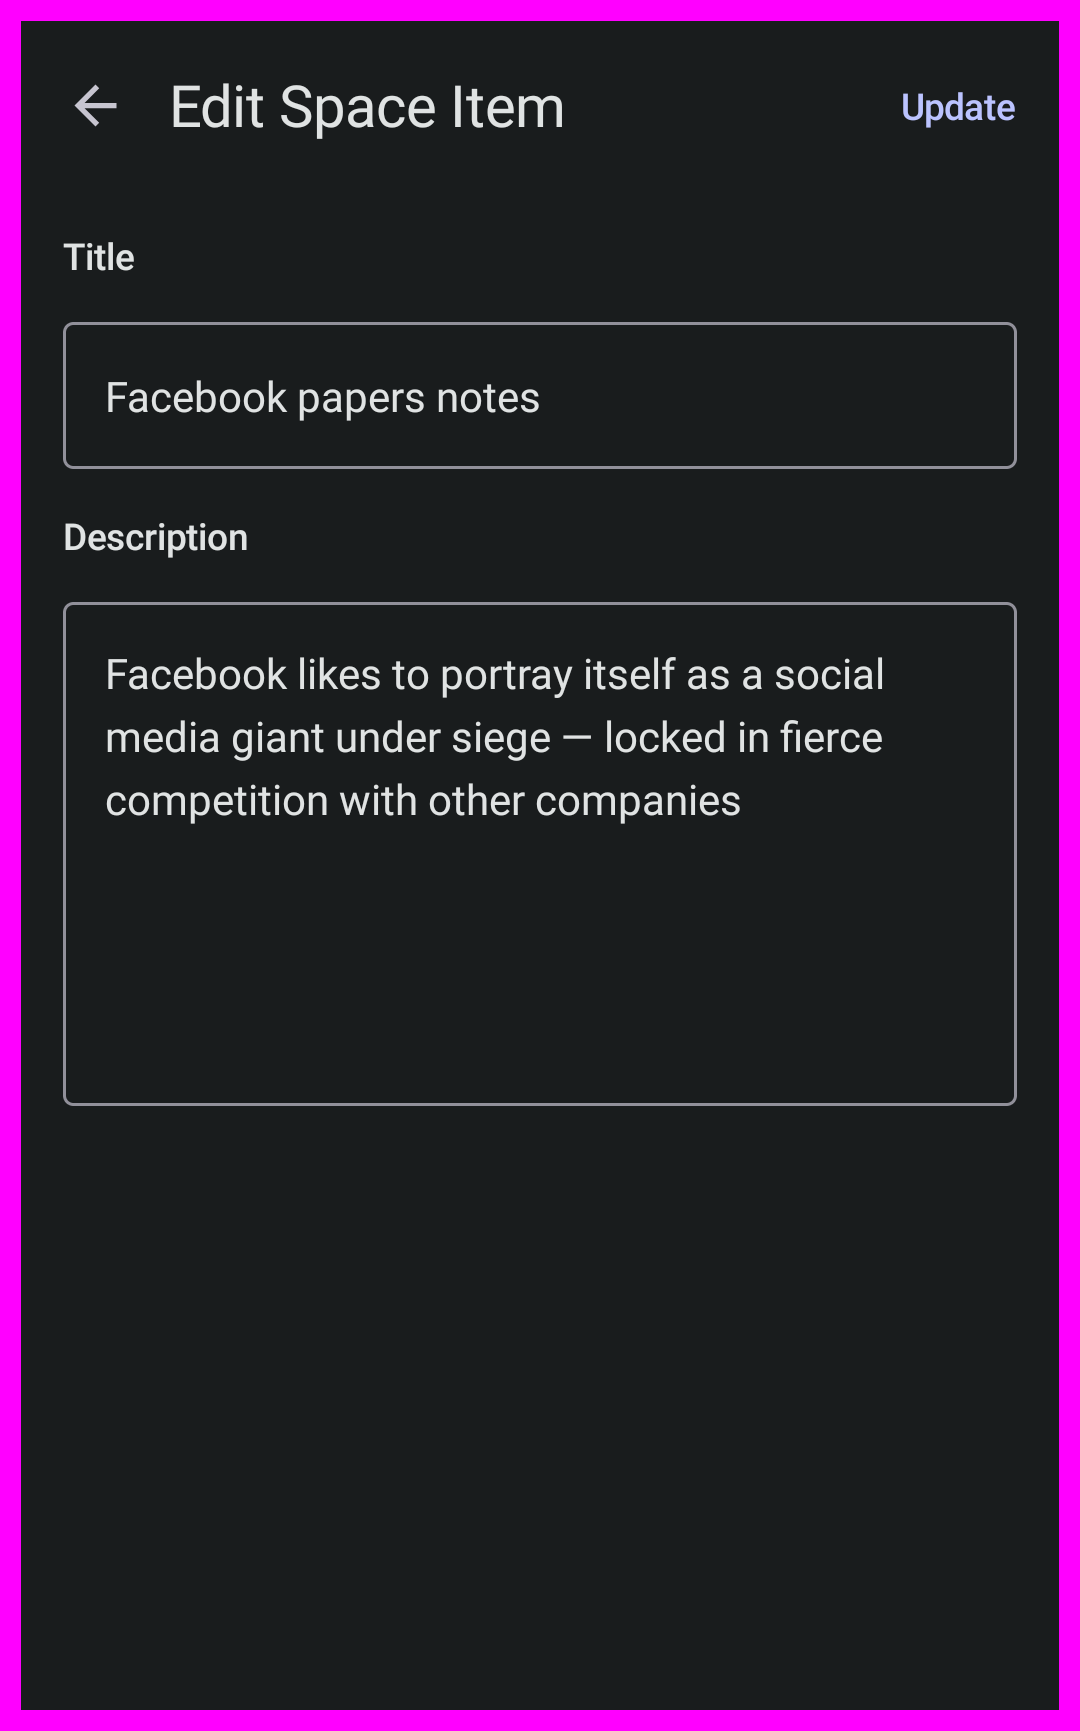 Edit Space Item
Update
Title
Facebook papers notes
Description
Facebook likes to portray itself as a social
media giant under siege — locked in fierce
competition with other companies